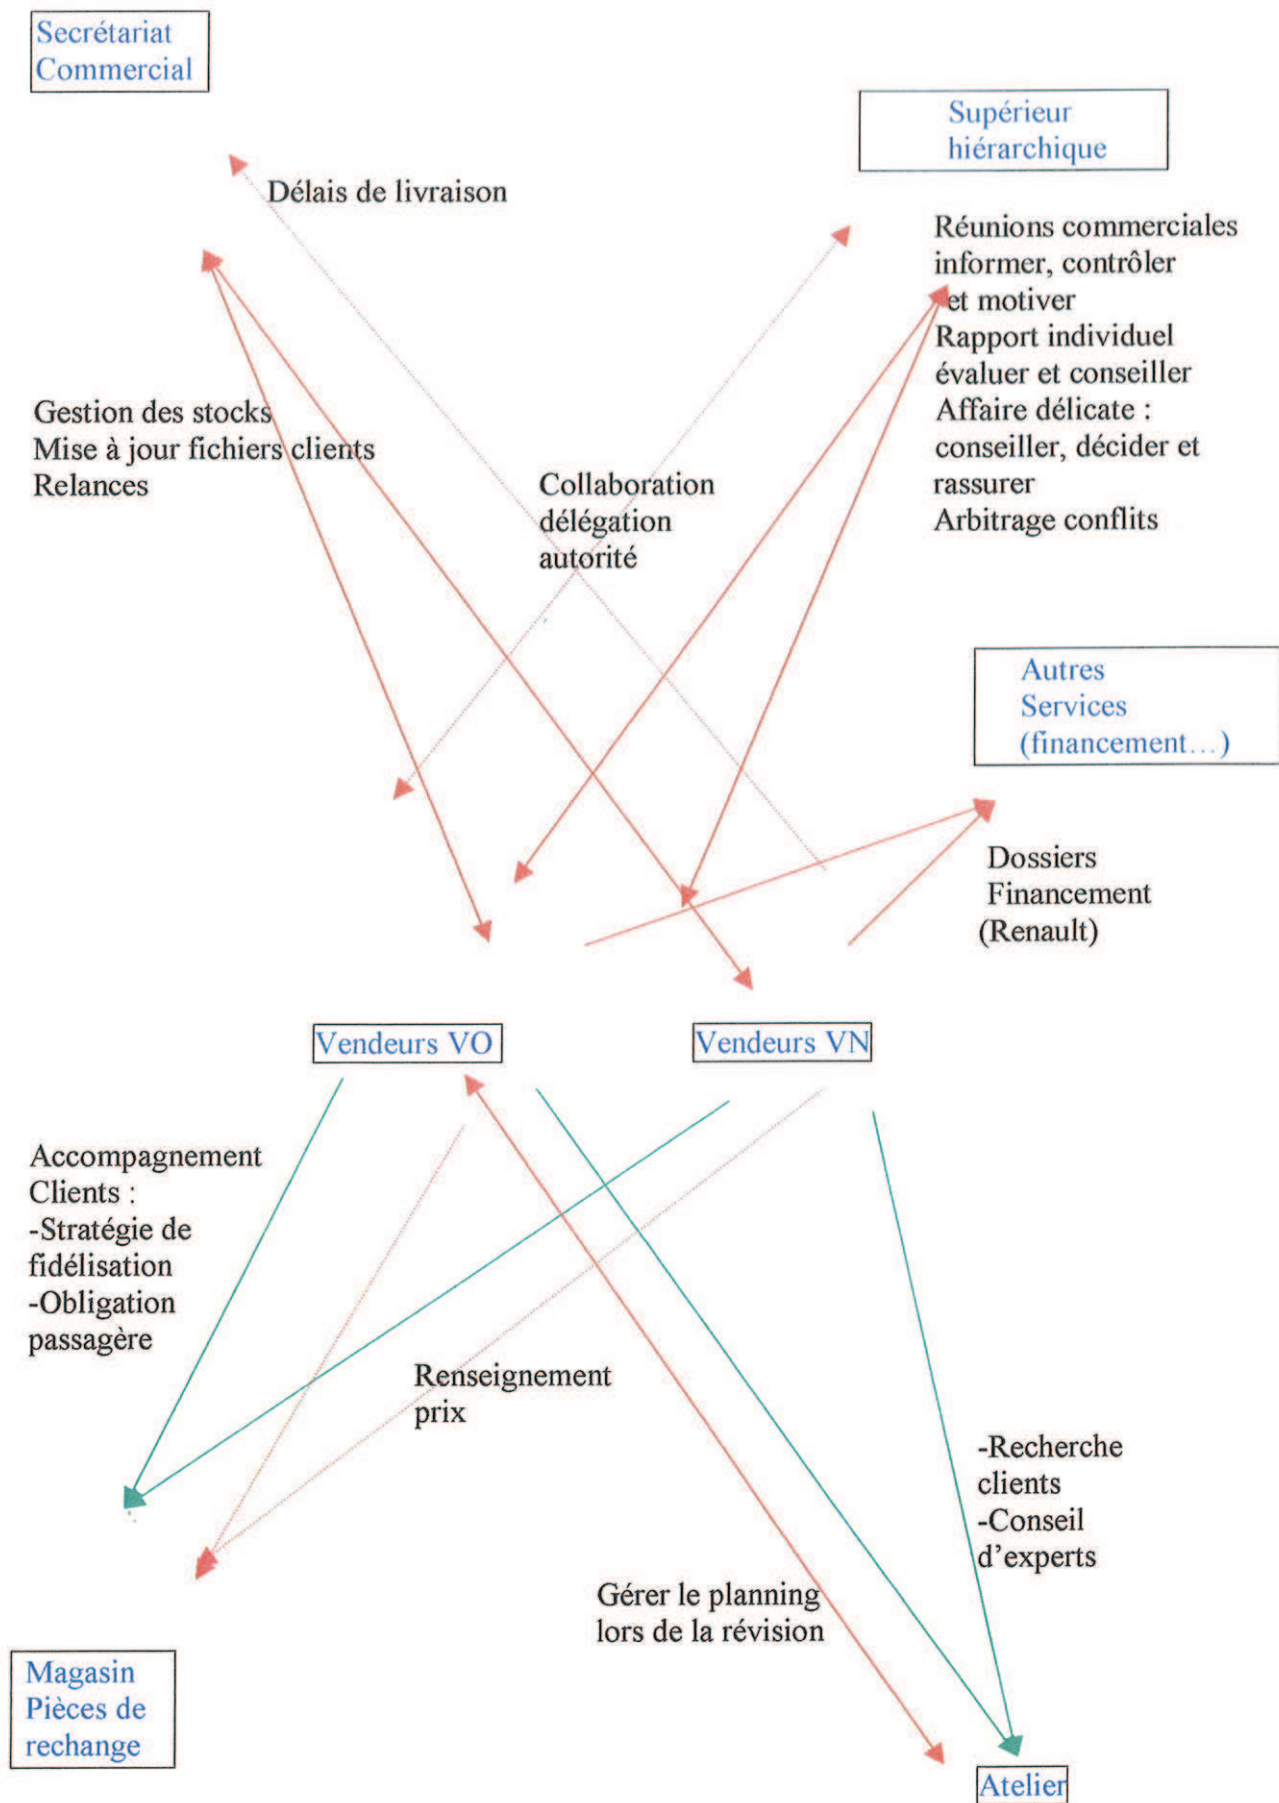 Secrétariat
Commercial
Supérieur
hiérarchique
Délais de livraison
Réunions commerciales
informer, contrôler
et motiver
Rapport individuel
évaluer et conseiller
Affaire délicate :
conseiller, décider et
rassurer
Arbitrage conflits
Gestion des stocks
Mise à jour fichiers clients
Relances
Collaboration
délégation
autorité
Autres
Services
(financement…)
Dossiers
Financement
(Renault)
Vendeurs VO
Vendeurs VN
Accompagnement
Clients :
-Stratégie de
fidélisation
-Obligation
passagère
Renseignement
prix
-Recherche
clients
-Conseil
d’experts
Gérer le planning
lors de la révision
Magasin
Pièces de
rechange
Atelier